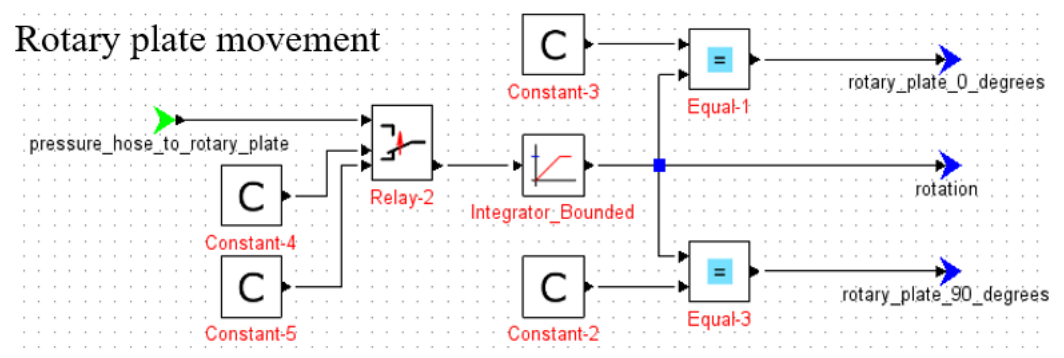 Rotary plate movement
C
Constant-3
=
Equal-1
rotary_plate_0_degrees
pressure_hose_to_rotary_plate
Relay-2
C
Constant-4
Integrator_Bounded
rotation
C
Constant-5
C
Constant-2
=
Equal-3
rotary_plate_90_degrees